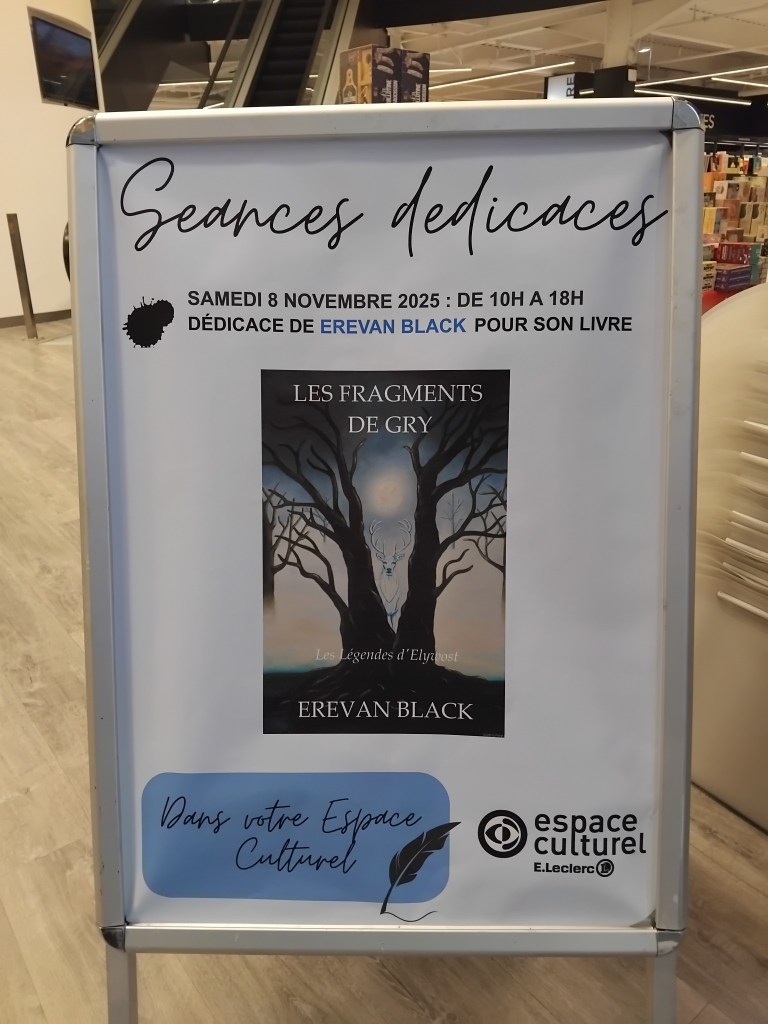 Seances dedicaces
SAMEDI 8 NOVEMBRE 2025 : DE 10H A 18H
DÉDICACE DE EREVAN BLACK POUR SON LIVRE
LES FRAGMENTS
DE GRY
Les Légendes d'Elywost
EREVAN BLACK
Dans votre Espace
Culturel
espace
culturel
E.Leclerc L